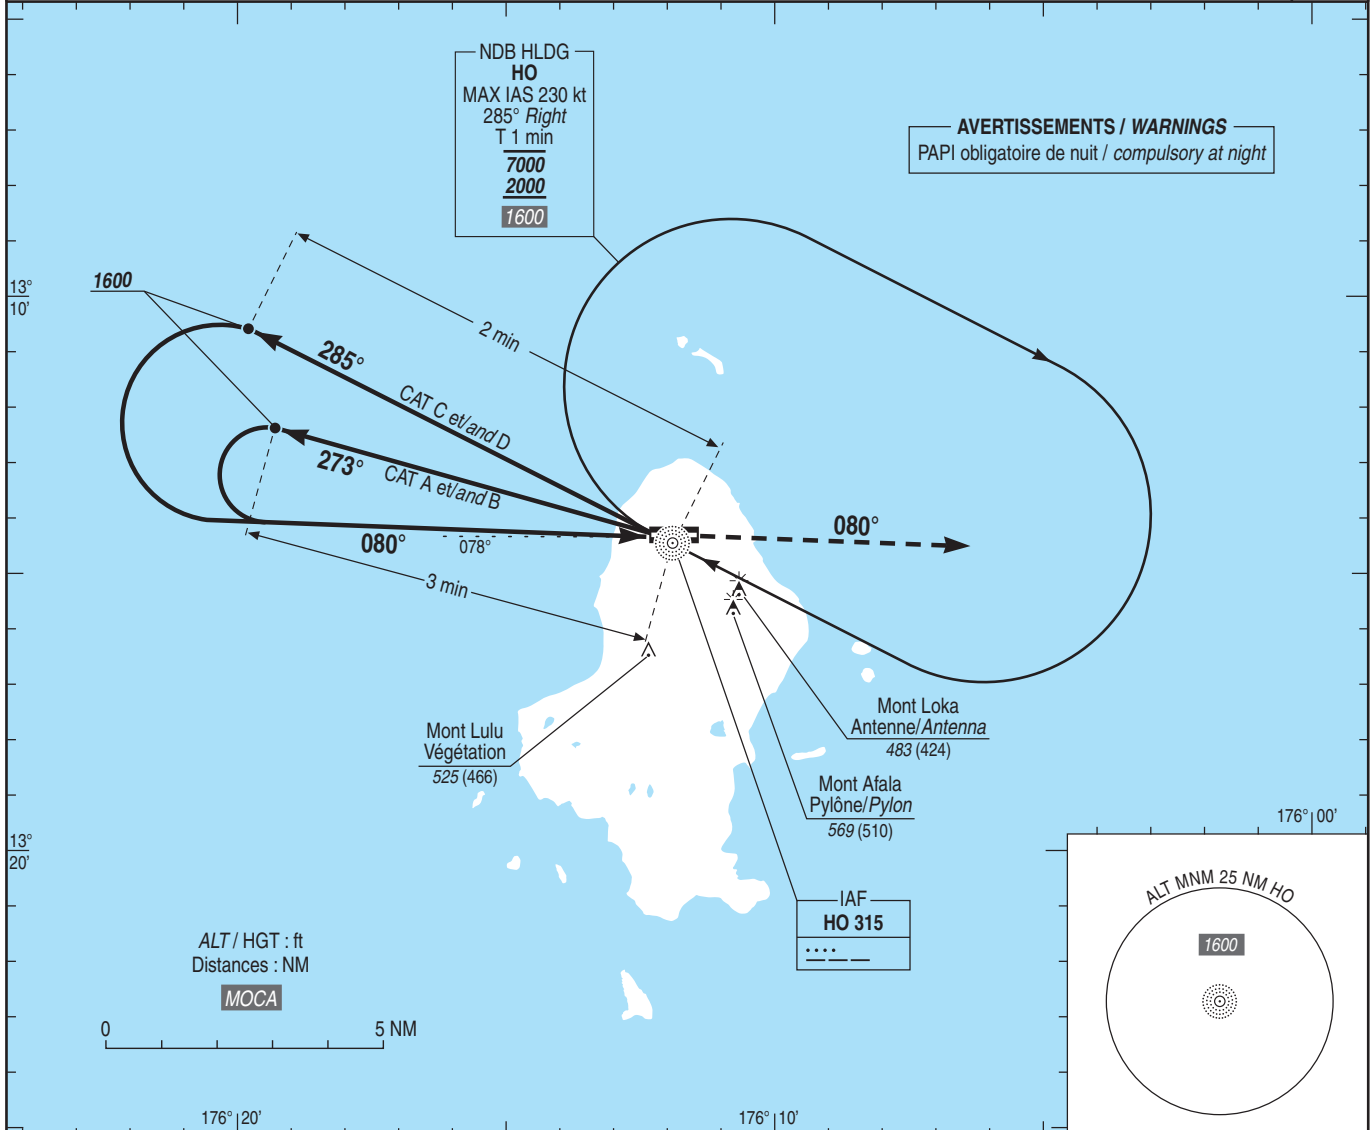 NDB HLDG
HO
MAX IAS 230 kt
285° Right
T 1 min
7000
2000
1600
AVERTISSEMENTS / WARNINGS
PAPI obligatoire de nuit / compulsory at night
13°
10'
1600
2 min
285°
CAT C et/and D
273°
CAT A et/and B
080°
078°
080°
3 min
Mont Lulu
Végétation
525 (466)
Mont Loka
Antenne/Antenna
483 (424)
Mont Afala
Pylône/Pylon
569 (510)
13°
20'
176° 00'
IAF
HO 315
ALT MNM 25 NM HO
1600
ALT / HGT : ft
Distances : NM
MOCA
0
5 NM
176° 20'
176° 10'